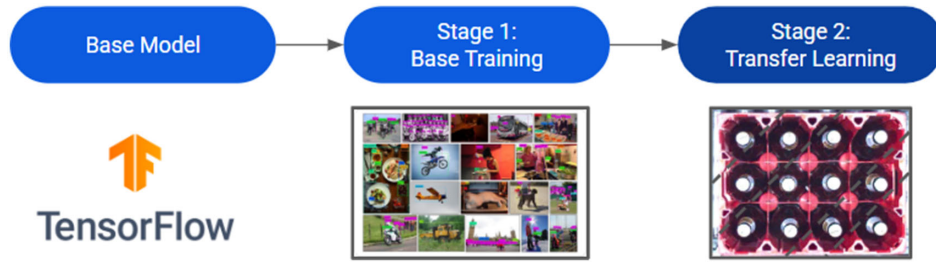 Base Model
Stage 1:
Base Training
Stage 2:
Transfer Learning
TensorFlow